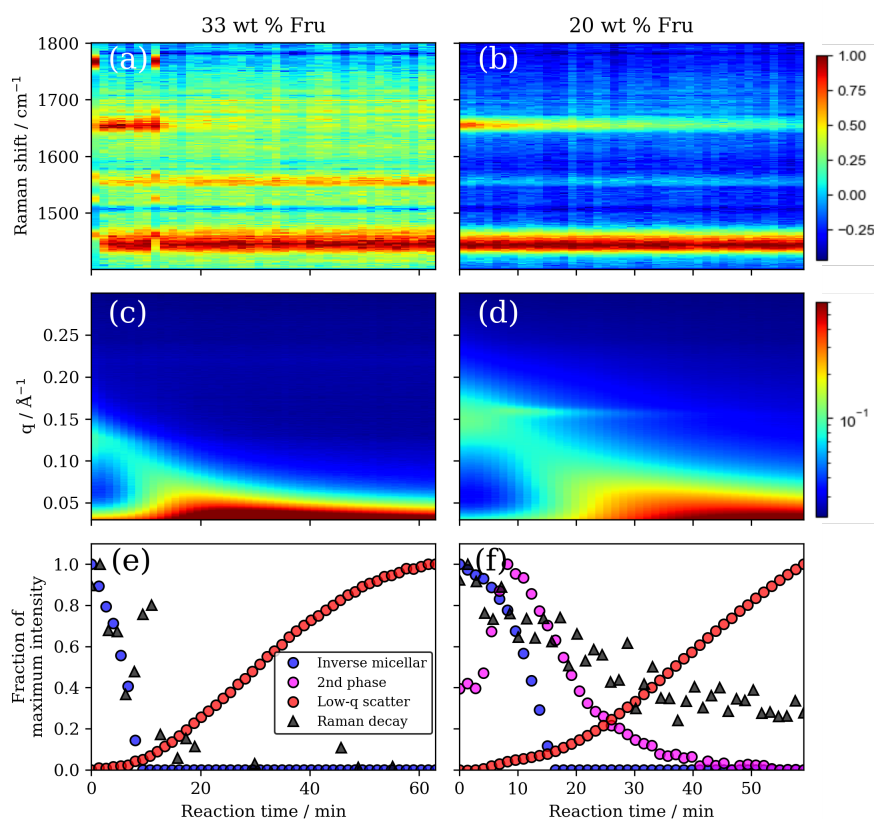 33 wt % Fru
20 wt % Fru
(a)
(b)
1800
1700
1600
1500
Raman shift / cm⁻¹
1.00
0.75
0.50
0.25
0.00
−0.25
(c)
(d)
0.25
0.20
0.15
0.10
0.05
q / Å⁻¹
10⁻¹
(e)
(f)
1.0
0.8
0.6
0.4
0.2
0.0
Fraction of
maximum intensity
Inverse micellar
2nd phase
Low-q scatter
Raman decay
0 20 40 60
0 10 20 30 40 50
Reaction time / min
Reaction time / min